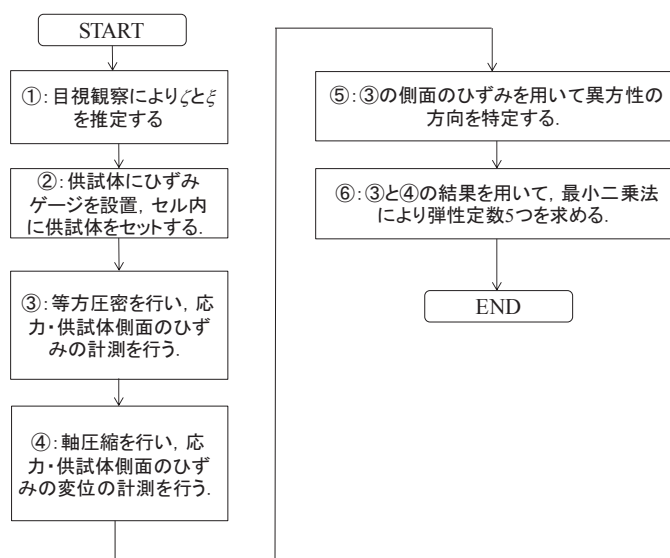 START
①:目視観察によりζとξ
を推定する
②:供試体にひずみ
ゲージを設置, セル内
に供試体をセットする.
③:等方圧密を行い, 応
力・供試体側面のひず
みの計測を行う.
④:軸圧縮を行い, 応
力・供試体側面のひず
みの変位の計測を行う.
⑤:③の側面のひずみを用いて異方性の
方向を特定する.
⑥:③と④の結果を用いて, 最小二乗法
により弾性定数5つを求める.
END